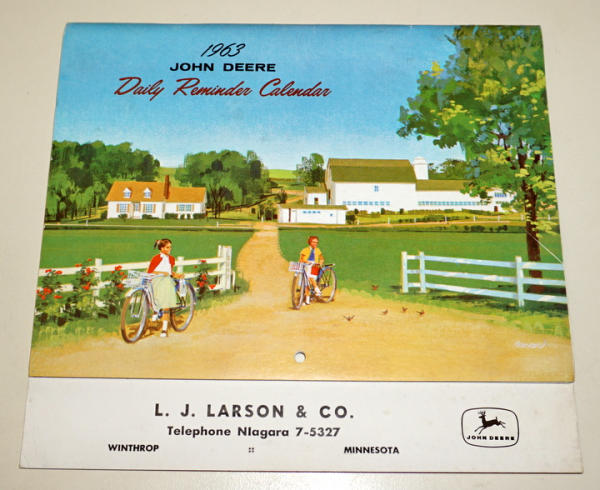 1963
JOHN DEERE
Daily Reminder Calendar
L. J. LARSON & CO.
Telephone NIagara 7-5327
WINTHROP :: MINNESOTA
JOHN DEERE